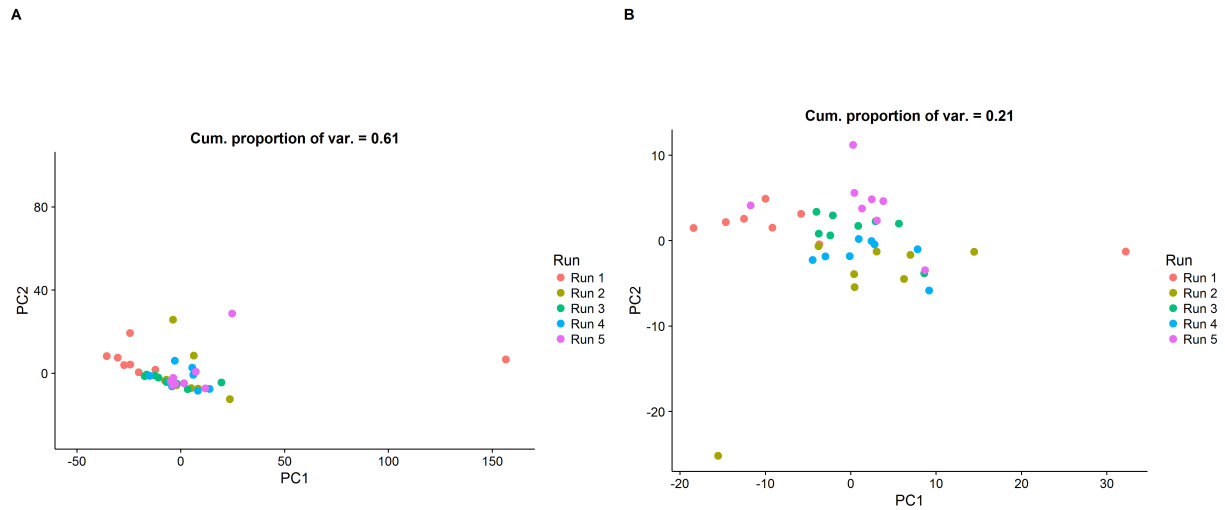 A
Cum. proportion of var. = 0.61
80
40
0
PC2
-50
0
50
100
150
PC1
Run
Run 1
Run 2
Run 3
Run 4
Run 5
B
Cum. proportion of var. = 0.21
10
0
-10
-20
PC2
-20
-10
0
10
20
30
PC1
Run
Run 1
Run 2
Run 3
Run 4
Run 5